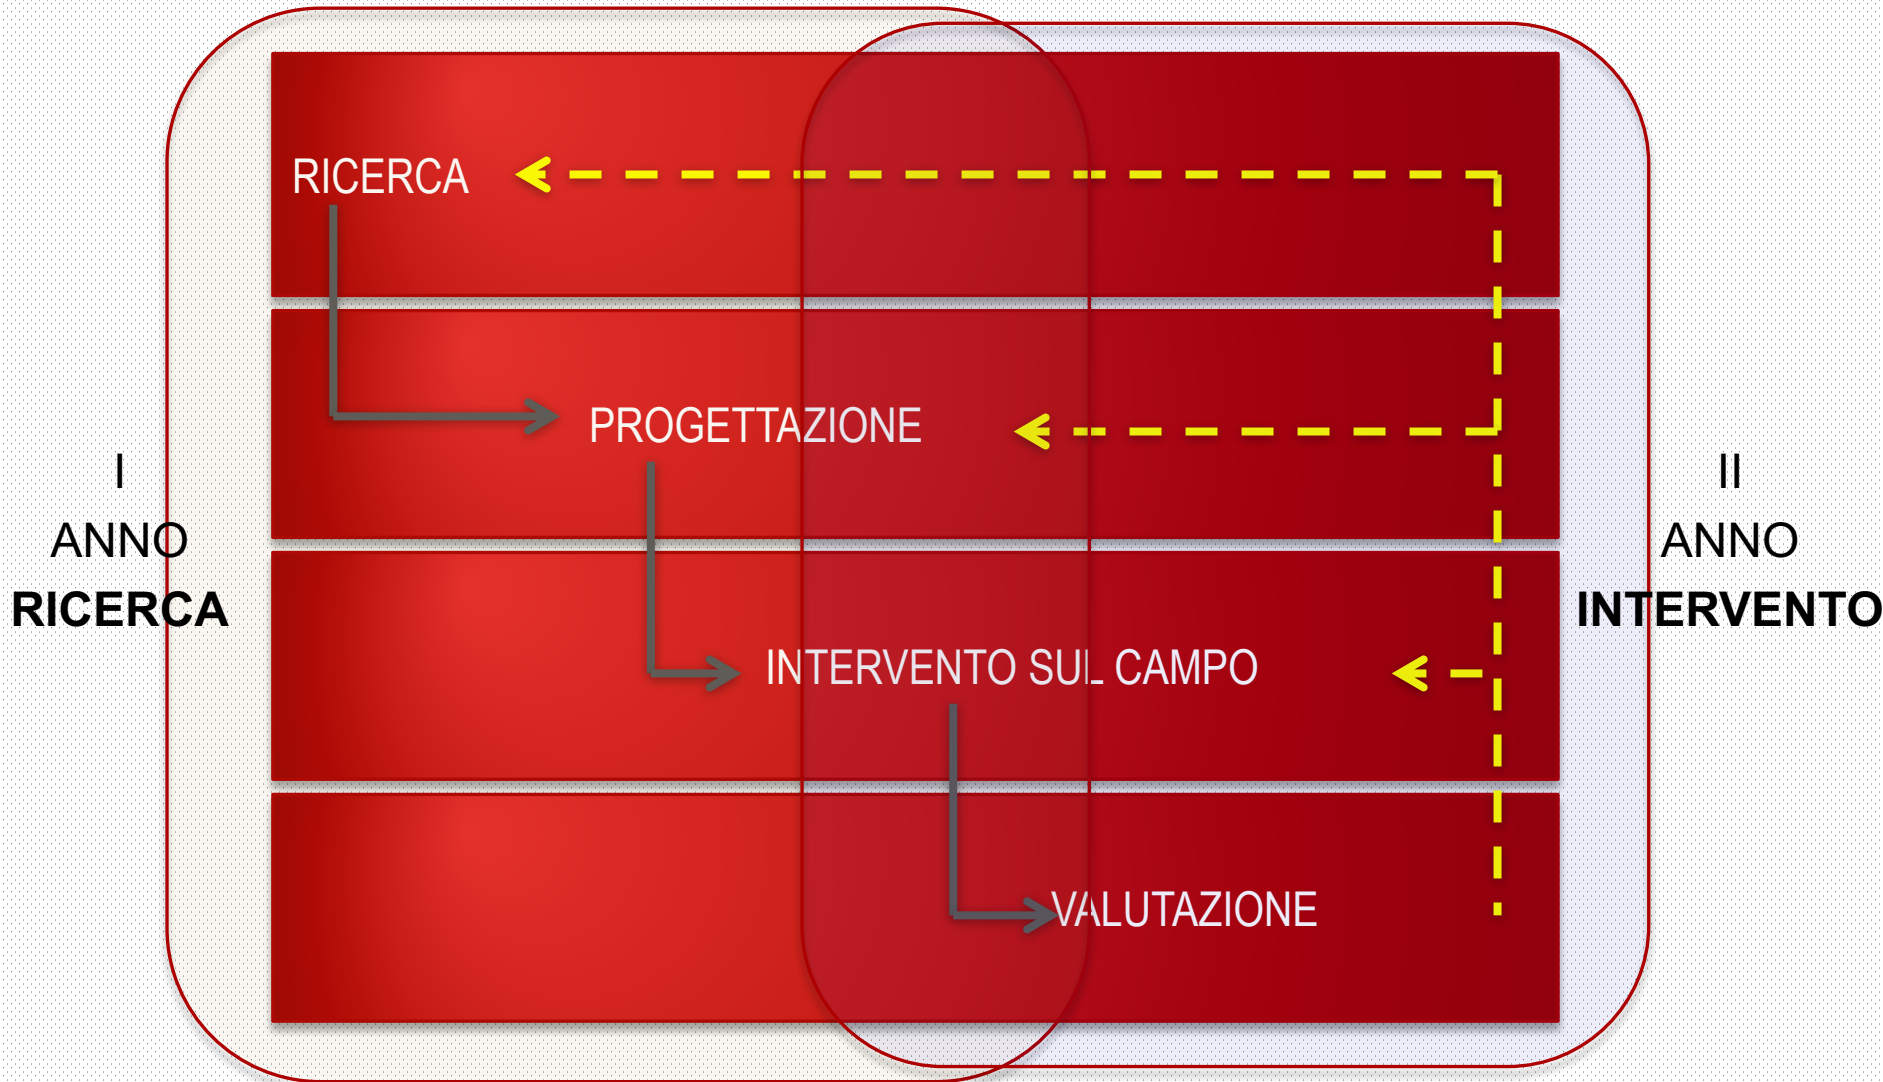 RICERCA
PROGETTAZIONE
INTERVENTO SUL CAMPO
VALUTAZIONE
I
ANNO
RICERCA
II
ANNO
INTERVENTO